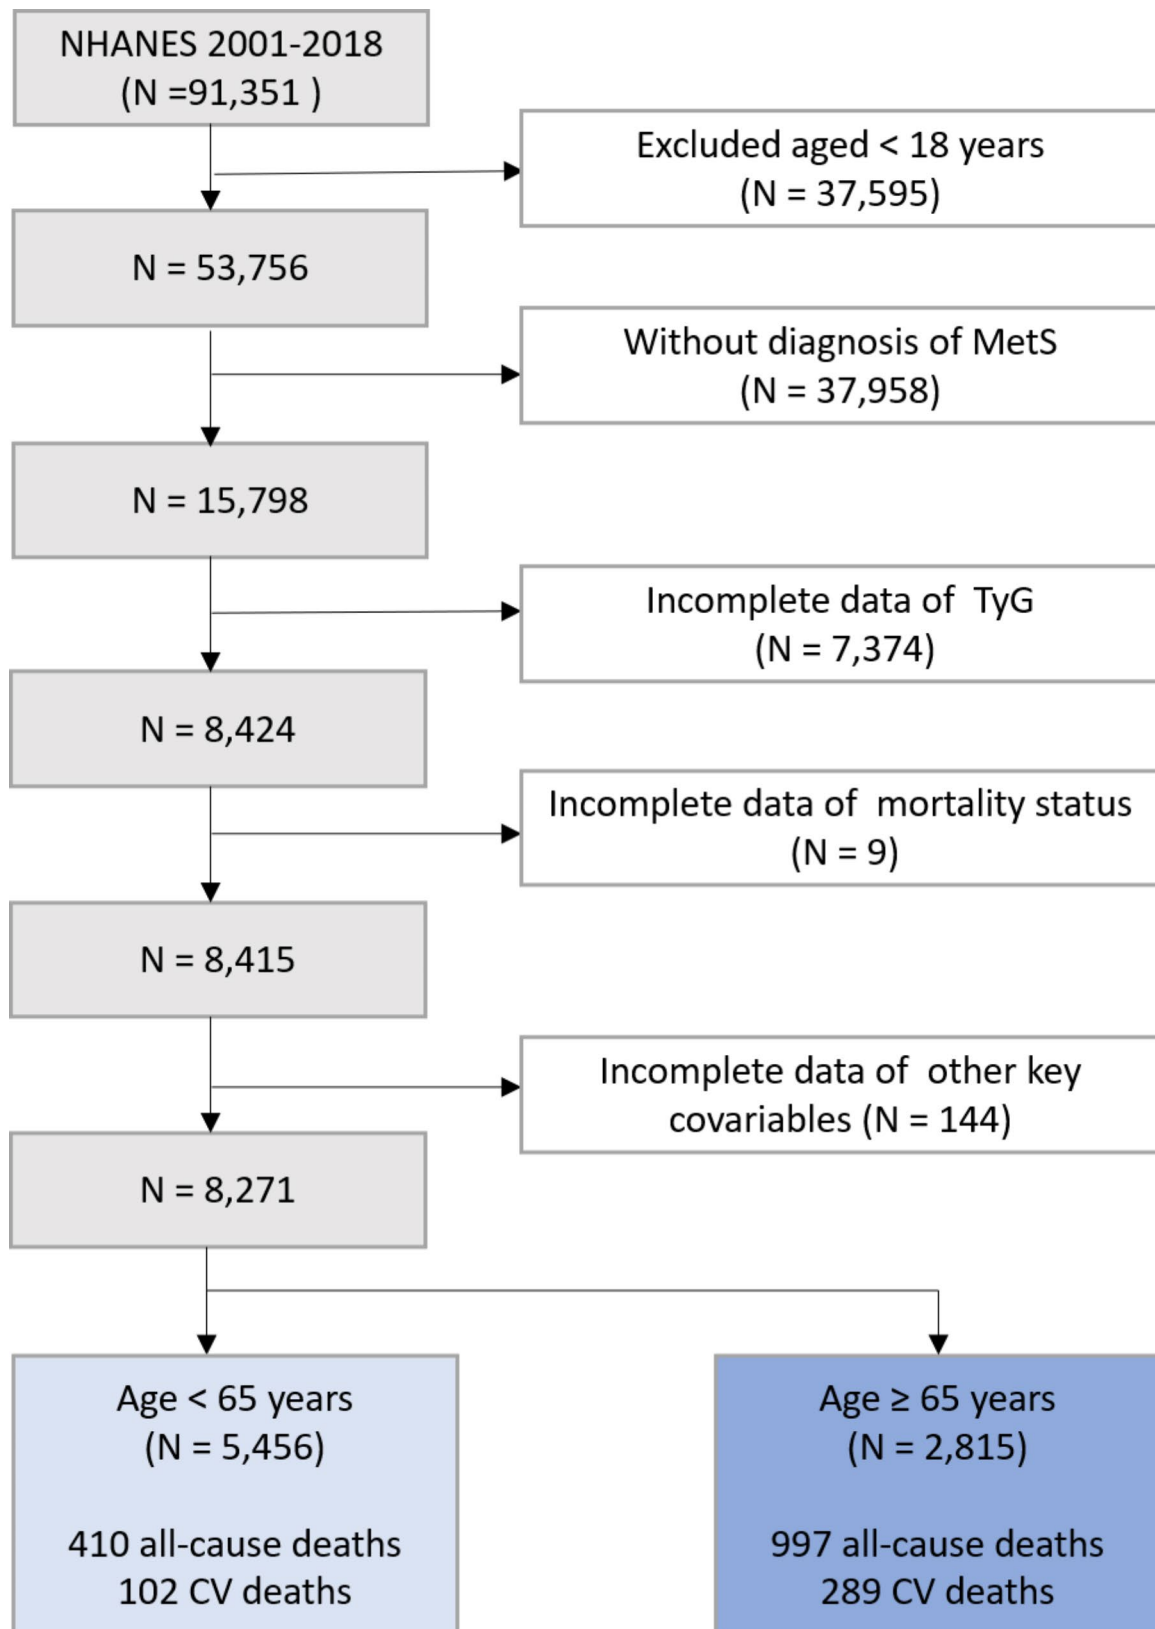 NHANES 2001-2018
(N =91,351 )
Excluded aged < 18 years
(N = 37,595)
N = 53,756
Without diagnosis of MetS
(N = 37,958)
N = 15,798
Incomplete data of  TyG
(N = 7,374)
N = 8,424
Incomplete data of  mortality status
(N = 9)
N = 8,415
Incomplete data of  other key
covariables (N = 144)
N = 8,271
Age < 65 years
(N = 5,456)
410 all-cause deaths
102 CV deaths
Age ≥ 65 years
(N = 2,815)
997 all-cause deaths
289 CV deaths